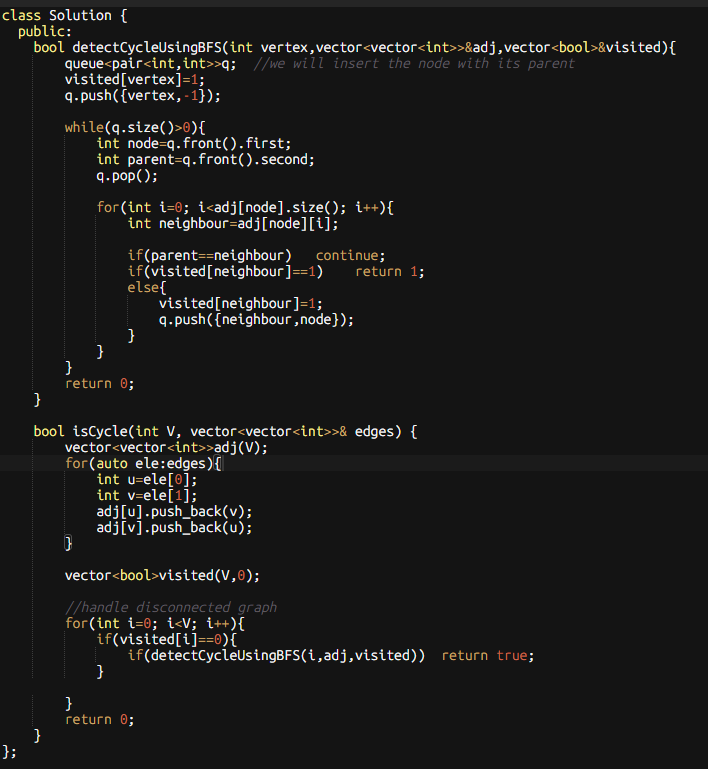 class Solution {
  public:
    bool detectCycleUsingBFS(int vertex,vector<vector<int>>&adj,vector<bool>&visited){
        queue<pair<int,int>>q;  //we will insert the node with its parent
        visited[vertex]=1;
        q.push({vertex,-1});

        while(q.size()>0){
            int node=q.front().first;
            int parent=q.front().second;
            q.pop();

            for(int i=0; i<adj[node].size(); i++){
                int neighbour=adj[node][i];

                if(parent==neighbour)   continue;
                if(visited[neighbour]==1)    return 1;
                else{
                    visited[neighbour]=1;
                    q.push({neighbour,node});
                }
            }
        }
        return 0;
    }

    bool isCycle(int V, vector<vector<int>>& edges) {
        vector<vector<int>>adj(V);
        for(auto ele:edges){
            int u=ele[0];
            int v=ele[1];
            adj[u].push_back(v);
            adj[v].push_back(u);
        }

        vector<bool>visited(V,0);

        //handle disconnected graph
        for(int i=0; i<V; i++){
            if(visited[i]==0){
                if(detectCycleUsingBFS(i,adj,visited))  return true;
            }

        }
        return 0;
    }
};